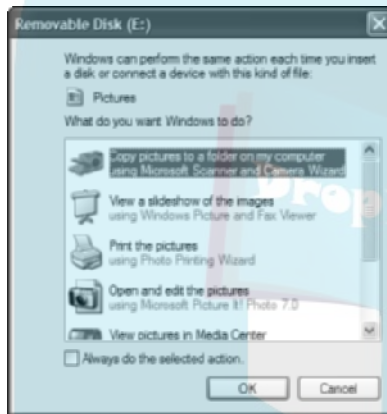 Removable Disk (E:)
Windows can perform the same action each time you insert
a disk or connect a device with this kind of file:
Pictures
What do you want Windows to do?
Copy pictures to a folder on my computer
using Microsoft Scanner and Camera Wizard
View a slideshow of the images
using Windows Picture and Fax Viewer
Print the pictures
using Photo Printing Wizard
Open and edit the pictures
using Microsoft Picture It! Photo 7.0
View pictures in Media Center
Always do the selected action.
OK
Cancel
Drop